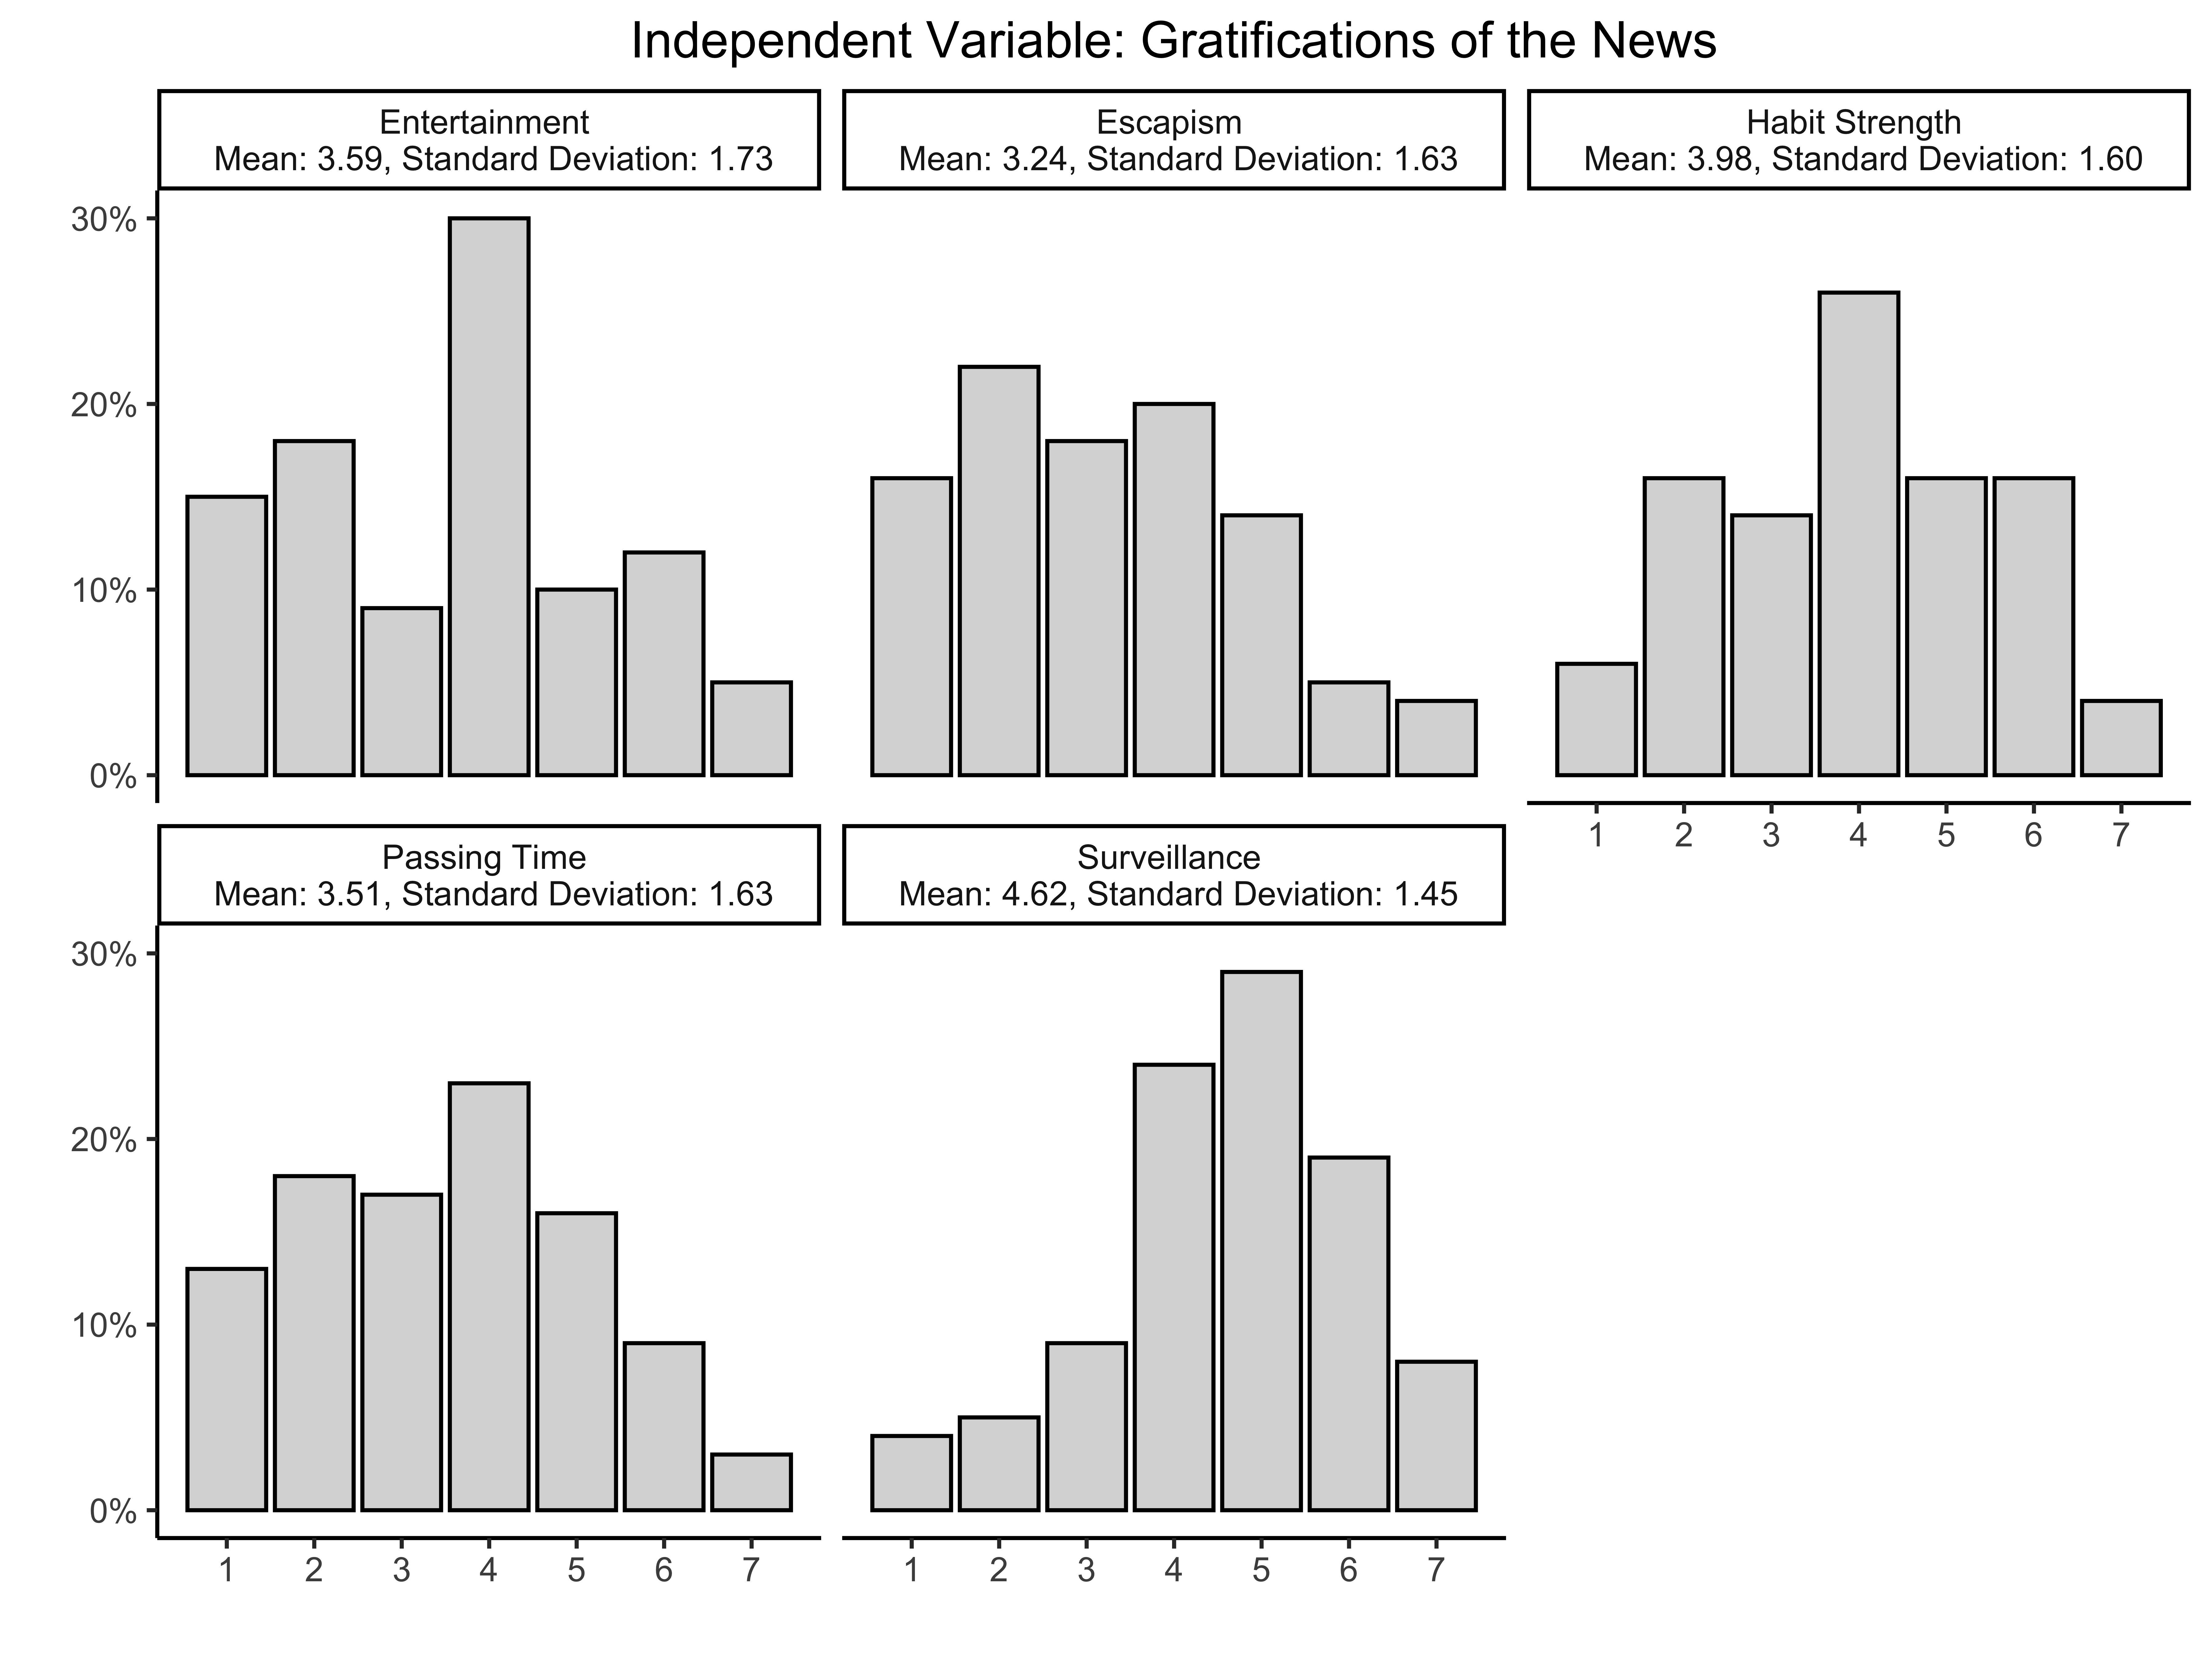 Independent Variable: Gratifications of the News
Entertainment
Mean: 3.59, Standard Deviation: 1.73
Escapism
Mean: 3.24, Standard Deviation: 1.63
Habit Strength
Mean: 3.98, Standard Deviation: 1.60
30%
20%
10%
0%
1 2 3 4 5 6 7
Passing Time
Mean: 3.51, Standard Deviation: 1.63
Surveillance
Mean: 4.62, Standard Deviation: 1.45
30%
20%
10%
0%
1 2 3 4 5 6 7
1 2 3 4 5 6 7